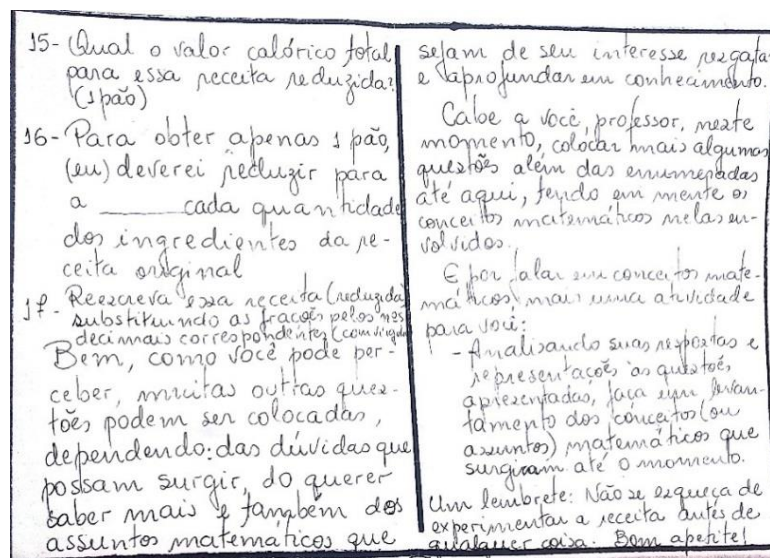 15- Qual o valor calórico total
para essa receita reduzida?
(1 pão)
16- Para obter apenas 1 pão,
(eu) deverei reduzir para
a ______ cada quantidade
dos ingredientes da re-
ceita original
17- Reescreva essa receita (reduzida)
substituindo as frações pelos nos
decimais correspondentes (com vírgula)
Bem, como você pode per-
ceber, muitas outras ques-
tões podem ser colocadas,
dependendo: das dúvidas que
possam surgir, do querer
saber mais e também dos
assuntos matemáticos que
sejam de seu interesse resgatar
e aprofundar em conhecimento.
Cabe a você, professor, neste
momento, colocar mais algumas
questões além das enumeradas
até aqui, tendo em mente os
conceitos matemáticos nelas en-
volvidos.
E por falar em conceitos mate-
máticos mais uma atividade
para você:
- Analisando suas respostas e
representações às questões
apresentadas, faça um levan-
tamento dos conceitos (ou
assuntos) matemáticos que
surgiram até o momento.
Um lembrete: Não se esqueça de
experimentar a receita antes de
qualquer coisa. Bom apetite!